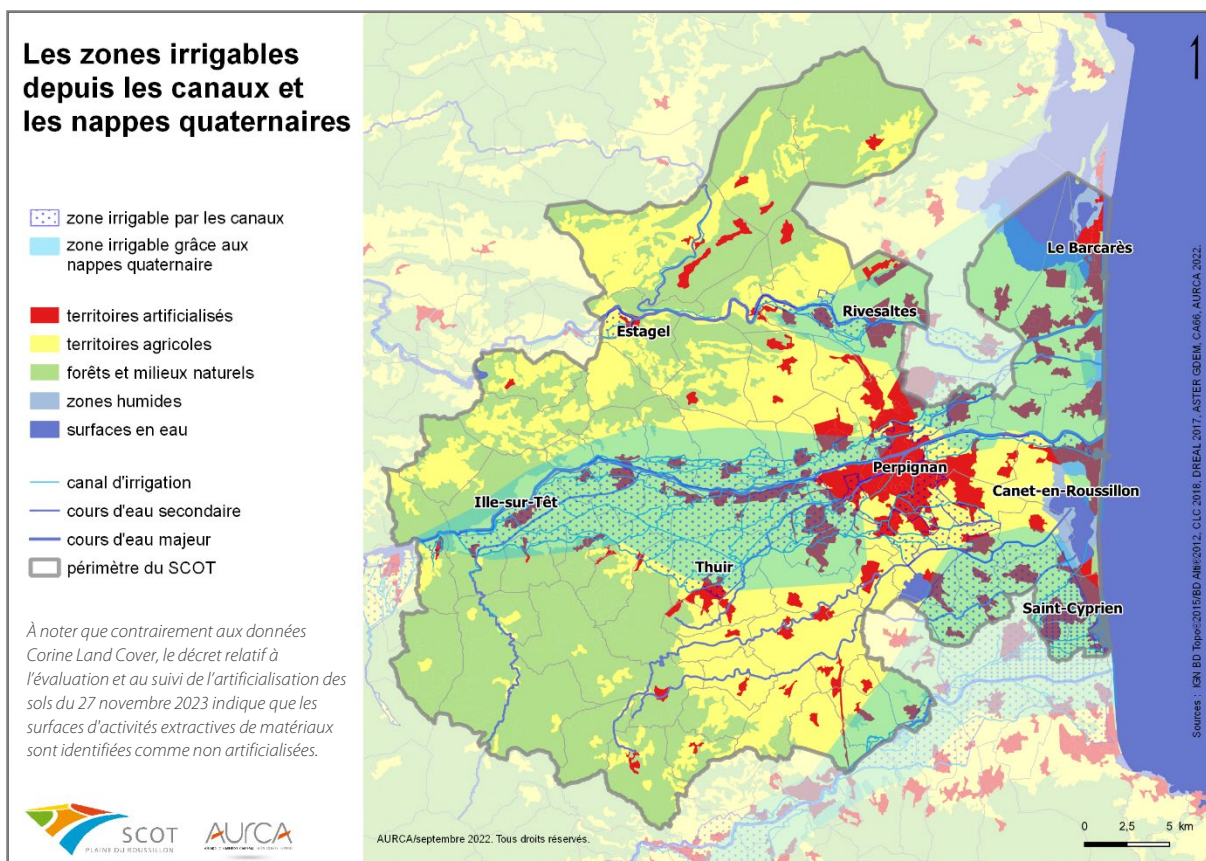 Les zones irrigables
depuis les canaux et
les nappes quaternaires
zone irrigable par les canaux
zone irrigable grâce aux
nappes quaternaire
territoires artificialisés
territoires agricoles
forêts et milieux naturels
zones humides
surfaces en eau
canal d'irrigation
cours d'eau secondaire
cours d'eau majeur
périmètre du SCOT
À noter que contrairement aux données
Corine Land Cover, le décret relatif à
l'évaluation et au suivi de l'artificialisation des
sols du 27 novembre 2023 indique que les
surfaces d'activités extractives de matériaux
sont identifiées comme non artificialisées.
SCOT
PLAINE DU ROUSSILLON
AURCA
Le Barcarès
Rivesaltes
Estagel
Perpignan
Canet-en-Roussillon
Ille-sur-Têt
Thuir
Saint-Cyprien
AURCA/septembre 2022. Tous droits réservés.
0 2,5 5 km
Sources : IGN BD Topo®2015/BD Alti®2012, CLC 2018, DREAL 2017, ASTER GDEM, CA66, AURCA 2022.